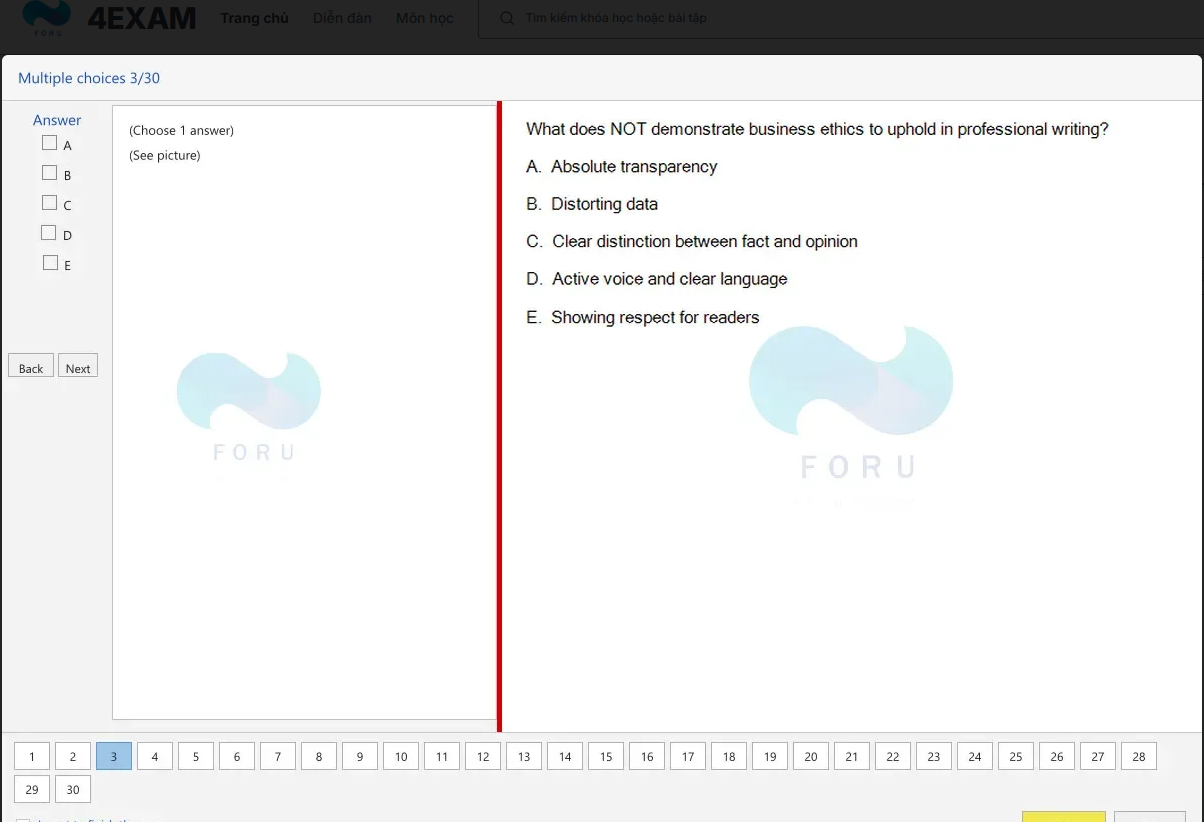 FORU
4EXAM
Trang chủ
Diễn đàn
Môn học
Tìm kiếm khóa học hoặc bài tập
Multiple choices 3/30
Answer
A
B
C
D
E
Back
Next
(Choose 1 answer)
(See picture)
FORU
What does NOT demonstrate business ethics to uphold in professional writing?
A. Absolute transparency
B. Distorting data
C. Clear distinction between fact and opinion
D. Active voice and clear language
E. Showing respect for readers
FORU
1 2 3 4 5 6 7 8 9 10 11 12 13 14 15 16 17 18 19 20 21 22 23 24 25 26 27 28
29 30